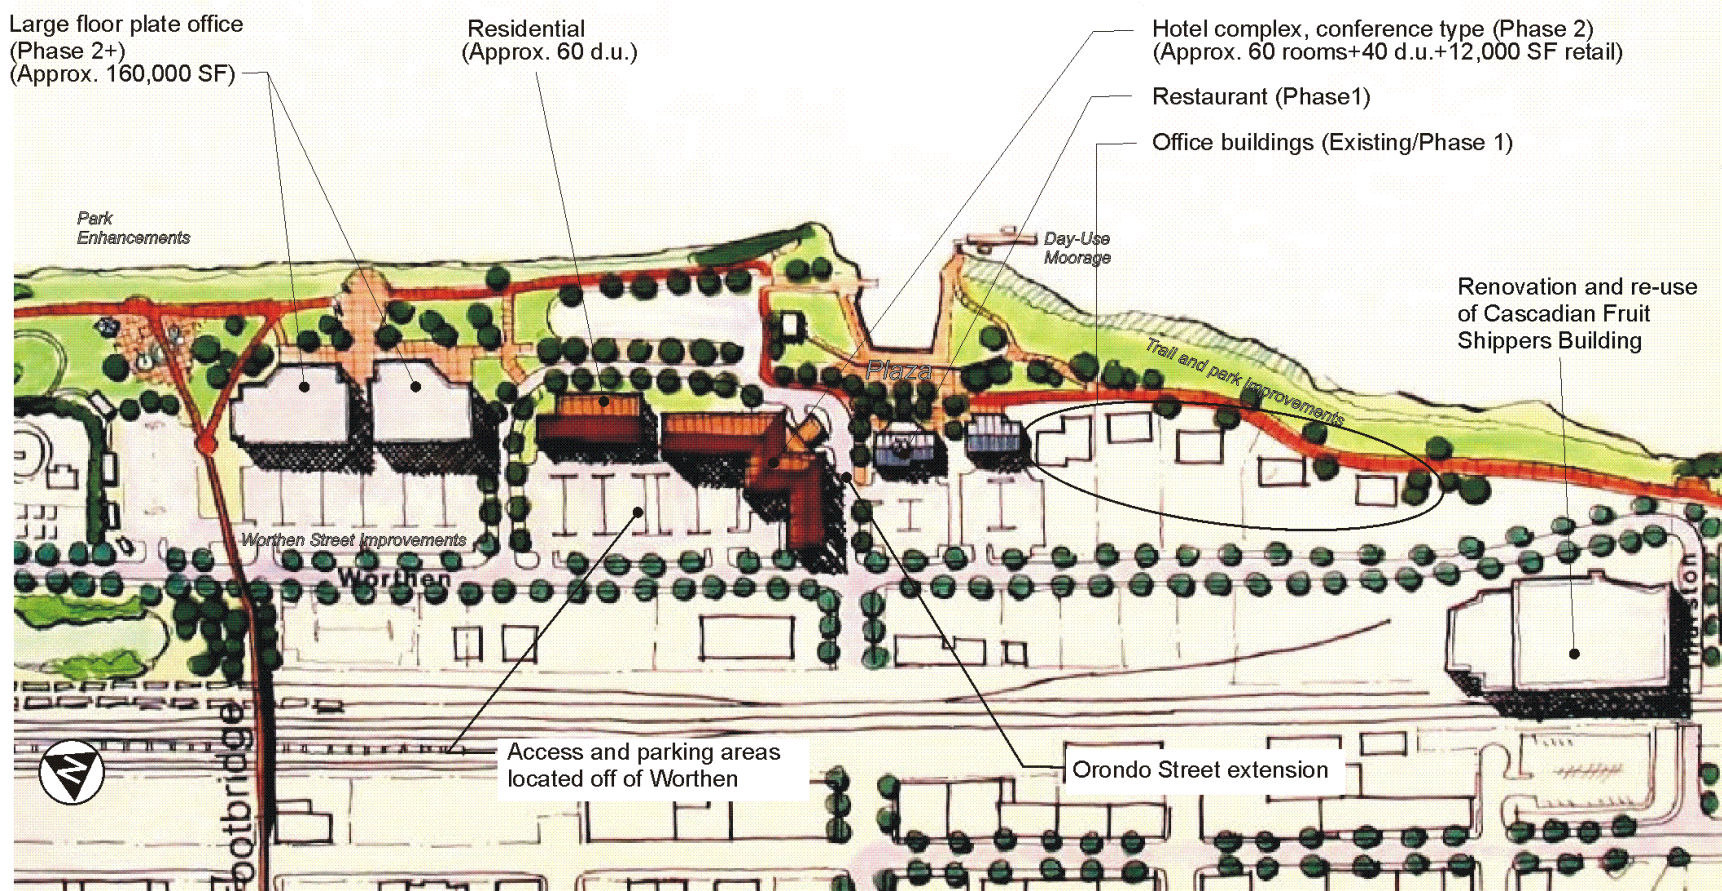 Large floor plate office
(Phase 2+)
(Approx. 160,000 SF)
Residential
(Approx. 60 d.u.)
Hotel complex, conference type (Phase 2)
(Approx. 60 rooms+40 d.u.+12,000 SF retail)
Restaurant (Phase1)
Office buildings (Existing/Phase 1)
Park
Enhancements
Day-Use
Moorage
Renovation and re-use
of Cascadian Fruit
Shippers Building
Trail and park Improvements
Plaza
Worthen Street Improvements
Worthen
Footbridge
Access and parking areas
located off of Worthen
Orondo Street extension
N